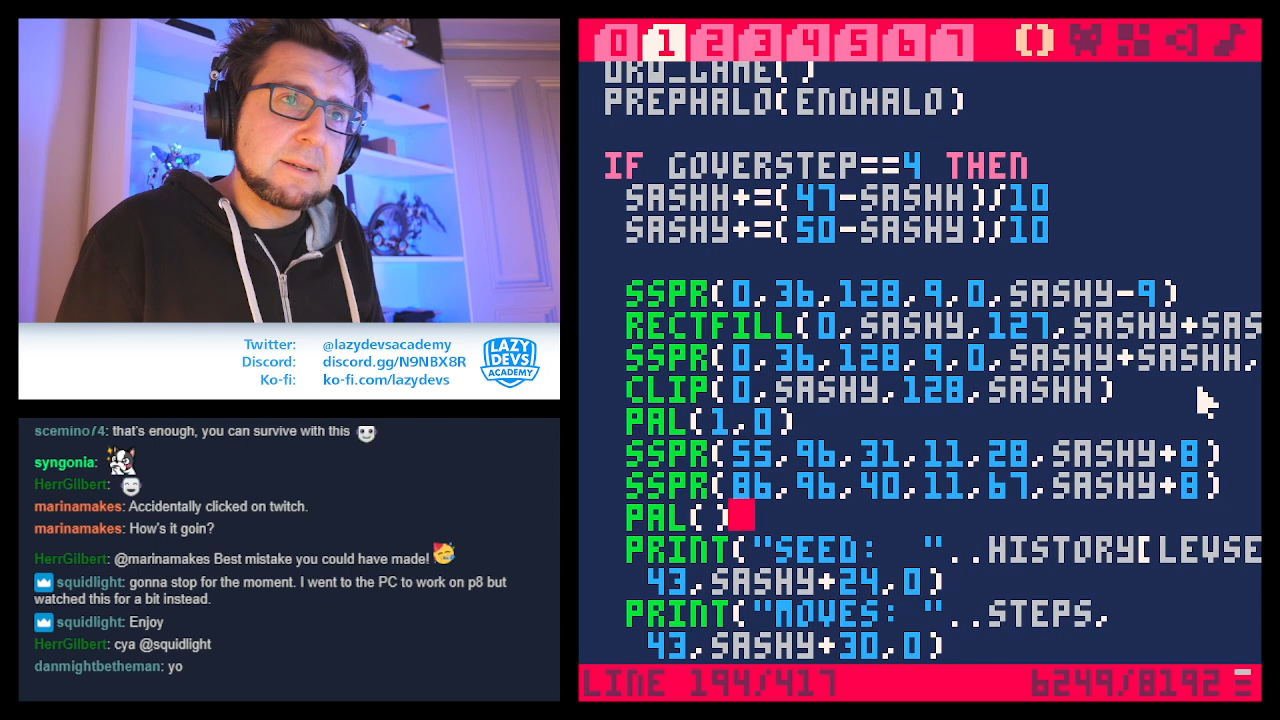 Twitter: @lazydevsacademy
Discord: discord.gg/N9NBX8R
Ko-fi: ko-fi.com/lazydevs
LAZY
DEVS
ACADEMY
scemino74: that's enough, you can survive with this
syngonia:
HerrGIlbert:
marinamakes: Accidentally clicked on twitch.
marinamakes: How's it goin?
HerrGIlbert: @marinamakes Best mistake you could have made!
squidlight: gonna stop for the moment. I went to the PC to work on p8 but
watched this for a bit instead.
squidlight: Enjoy
HerrGIlbert: cya @squidlight
danmightbetheman: yo
0 1 2 3 4 5 6 7 ()
DRW_GAME()
PREPHALO(ENDHALO)
IF GOVERSTEP==4 THEN
SASHH+=(47-SASHH)/10
SASHY+=(50-SASHY)/10
SSPR(0,36,128,9,0,SASHY-9)
RECTFILL(0,SASHY,127,SASHY+SAS
SSPR(0,36,128,9,0,SASHY+SASHH,
CLIP(0,SASHY,128,SASHH)
PAL(1,0)
SSPR(55,96,31,11,28,SASHY+8)
SSPR(86,96,40,11,67,SASHY+8)
PAL()
PRINT("SEED:  "..HISTORY[LEVSE
43,SASHY+24,0)
PRINT("MOVES: "..STEPS,
43,SASHY+30,0)
LINE 194/417 6249/8192